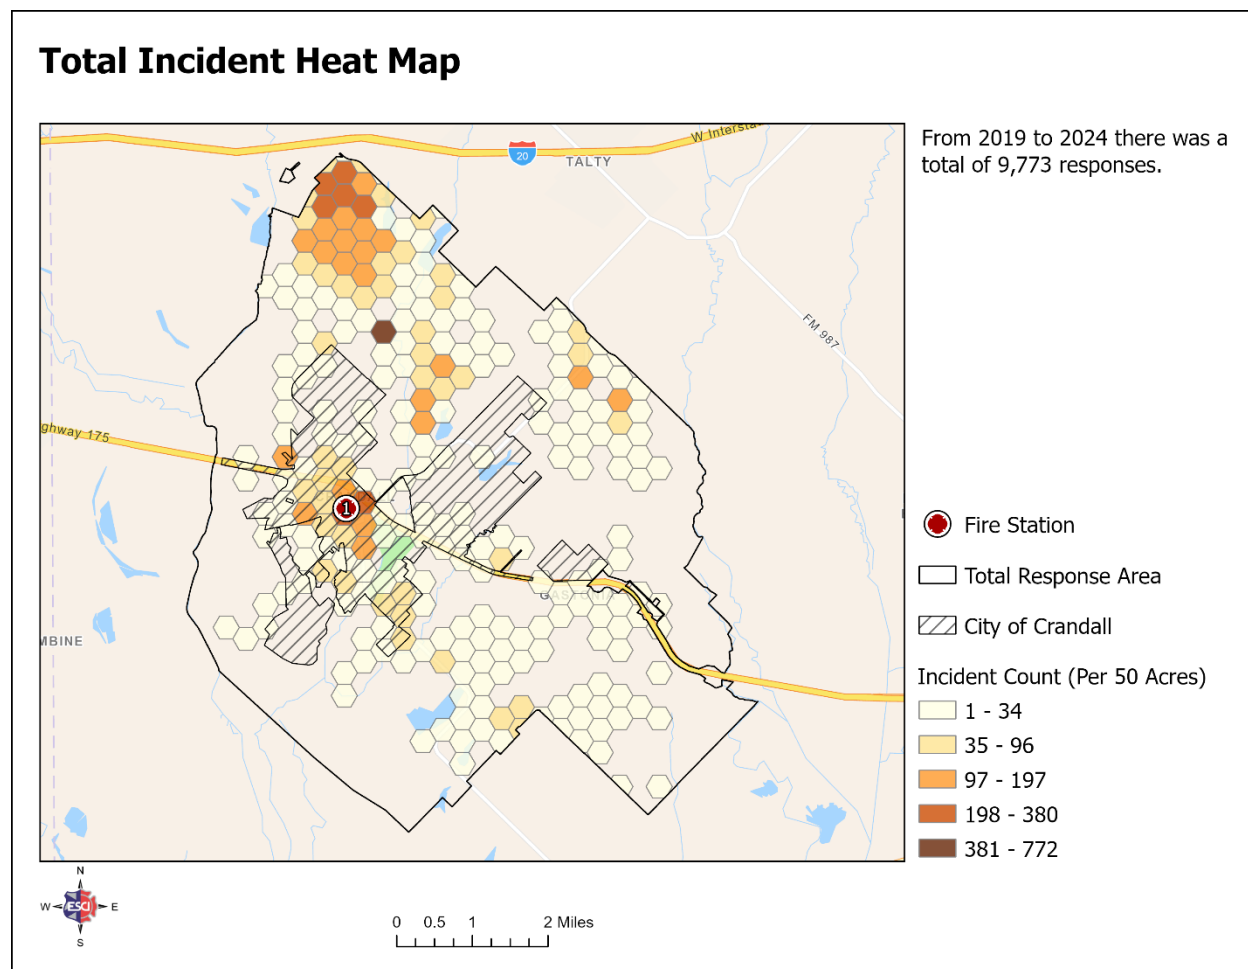 Total Incident Heat Map
From 2019 to 2024 there was a
total of 9,773 responses.
W Intersta
20
TALTY
FM 987
ghway 175
1
MBINE
Fire Station
Total Response Area
City of Crandall
Incident Count (Per 50 Acres)
1 - 34
35 - 96
97 - 197
198 - 380
381 - 772
N
W
ESCI
E
S
0 0.5 1 2 Miles